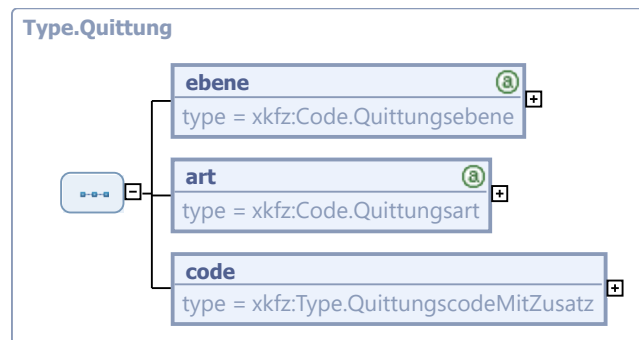 Type.Quittung
ebene
type = xkfz:Code.Quittungsebene
art
type = xkfz:Code.Quittungsart
code
type = xkfz:Type.QuittungscodeMitZusatz